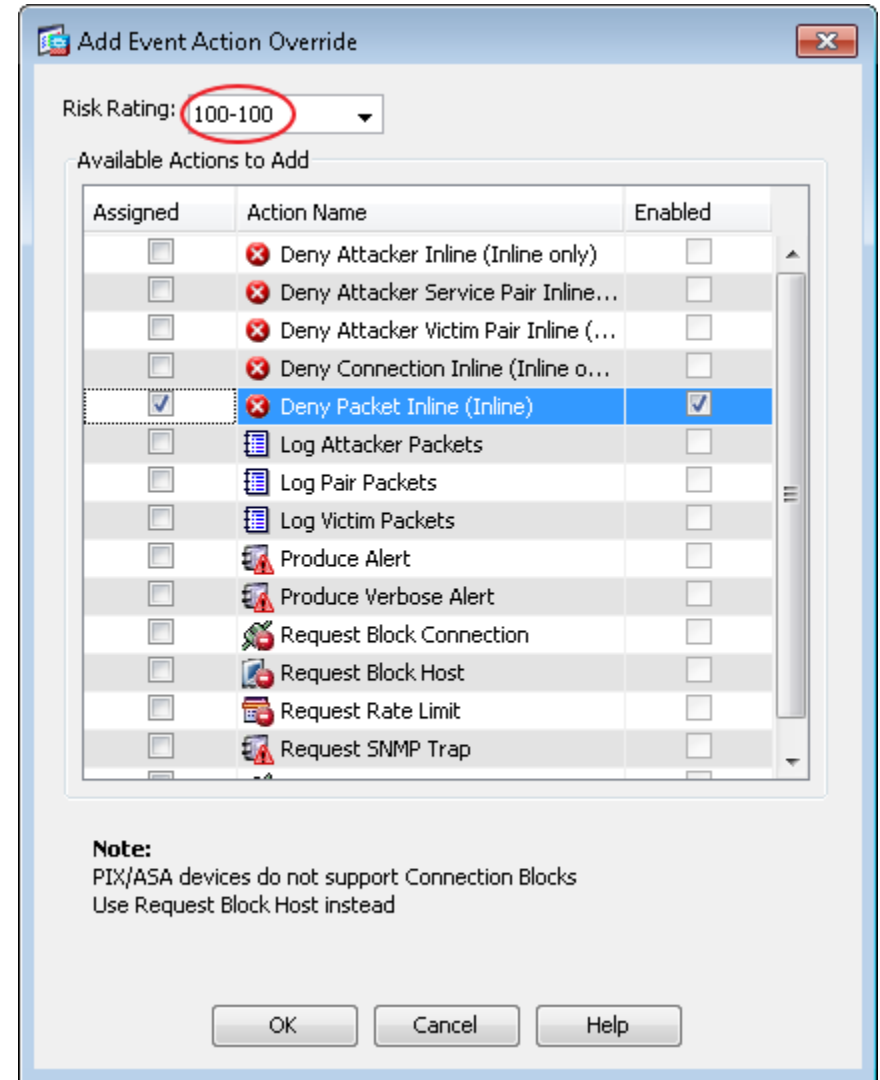 Add Event Action Override
Risk Rating: 100-100
Available Actions to Add
Assigned Action Name Enabled
Deny Attacker Inline (Inline only)
Deny Attacker Service Pair Inline...
Deny Attacker Victim Pair Inline (...
Deny Connection Inline (Inline o...
Deny Packet Inline (Inline)
Log Attacker Packets
Log Pair Packets
Log Victim Packets
Produce Alert
Produce Verbose Alert
Request Block Connection
Request Block Host
Request Rate Limit
Request SNMP Trap
Note:
PIX/ASA devices do not support Connection Blocks
Use Request Block Host instead
OK Cancel Help